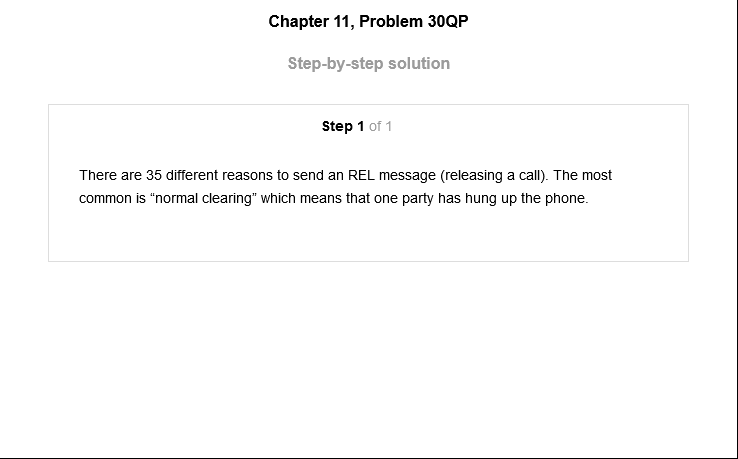 Chapter 11, Problem 30QP
Step-by-step solution
Step 1 of 1
There are 35 different reasons to send an REL message (releasing a call). The most
common is “normal clearing” which means that one party has hung up the phone.